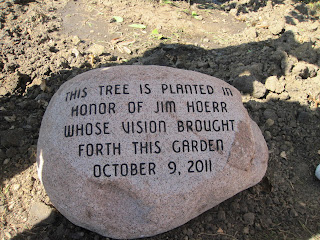 THIS TREE IS PLANTED IN
HONOR OF JIM HOERR
WHOSE VISION BROUGHT
FORTH THIS GARDEN
OCTOBER 9, 2011